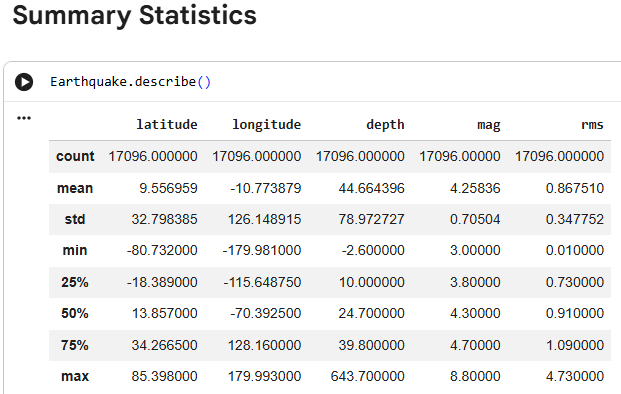 Summary Statistics
Earthquake.describe()
latitude longitude depth mag rms
count 17096.000000 17096.000000 17096.000000 17096.00000 17096.000000
mean 9.556959 -10.773879 44.664396 4.25836 0.867510
std 32.798385 126.148915 78.972727 0.70504 0.347752
min -80.732000 -179.981000 -2.600000 3.00000 0.010000
25% -18.389000 -115.648750 10.000000 3.80000 0.730000
50% 13.857000 -70.392500 24.700000 4.30000 0.910000
75% 34.266500 128.160000 39.800000 4.70000 1.090000
max 85.398000 179.993000 643.700000 8.80000 4.730000